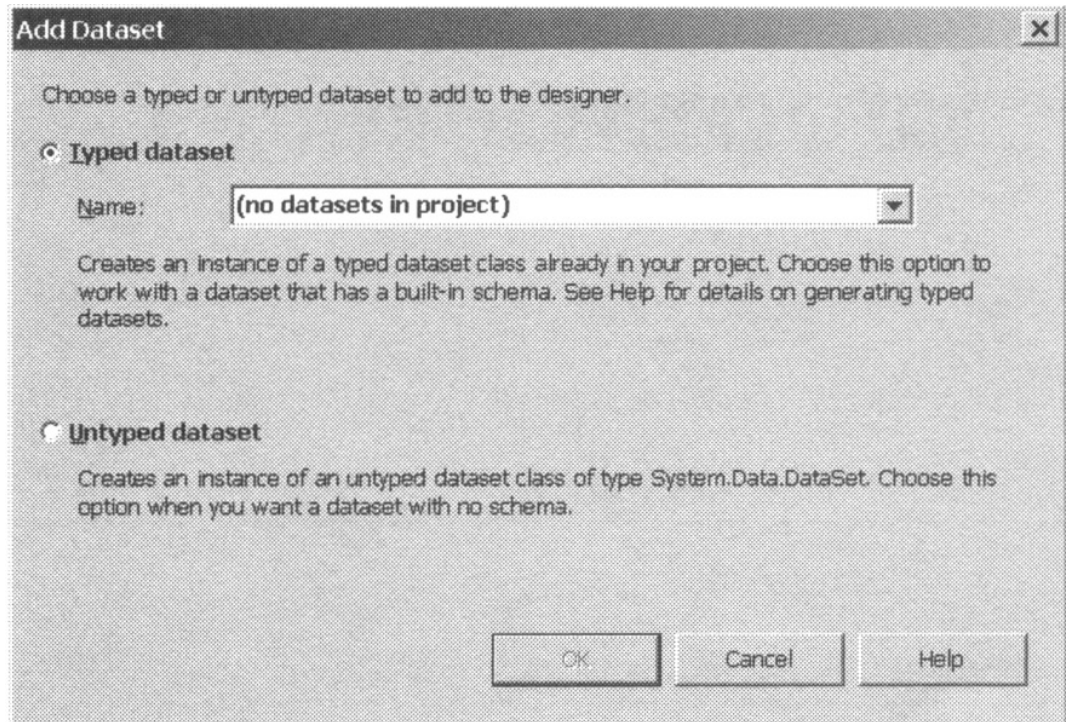 Add Dataset
Choose a typed or untyped dataset to add to the designer.
Typed dataset
Name: (no datasets in project)
Creates an instance of a typed dataset class already in your project. Choose this option to
work with a dataset that has a built-in schema. See Help for details on generating typed
datasets.
Untyped dataset
Creates an instance of an untyped dataset class of type System.Data.DataSet. Choose this
option when you want a dataset with no schema.
OK Cancel Help